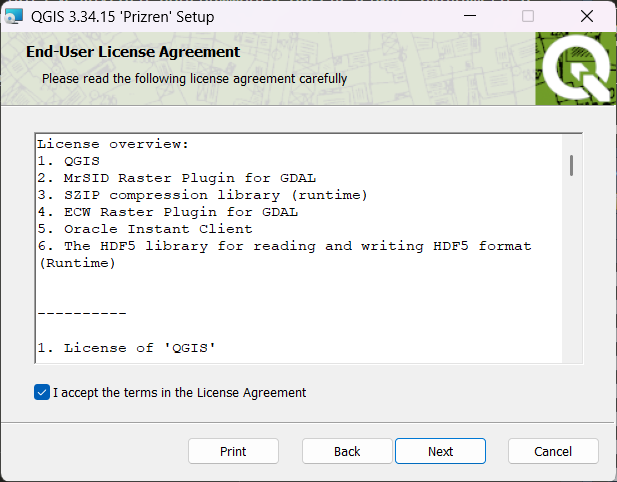 QGIS 3.34.15 'Prizren' Setup
End-User License Agreement
Please read the following license agreement carefully
License overview:
1. QGIS
2. MrSID Raster Plugin for GDAL
3. SZIP compression library (runtime)
4. ECW Raster Plugin for GDAL
5. Oracle Instant Client
6. The HDF5 library for reading and writing HDF5 format
(Runtime)
----------
1. License of 'QGIS'
I accept the terms in the License Agreement
Print Back Next Cancel